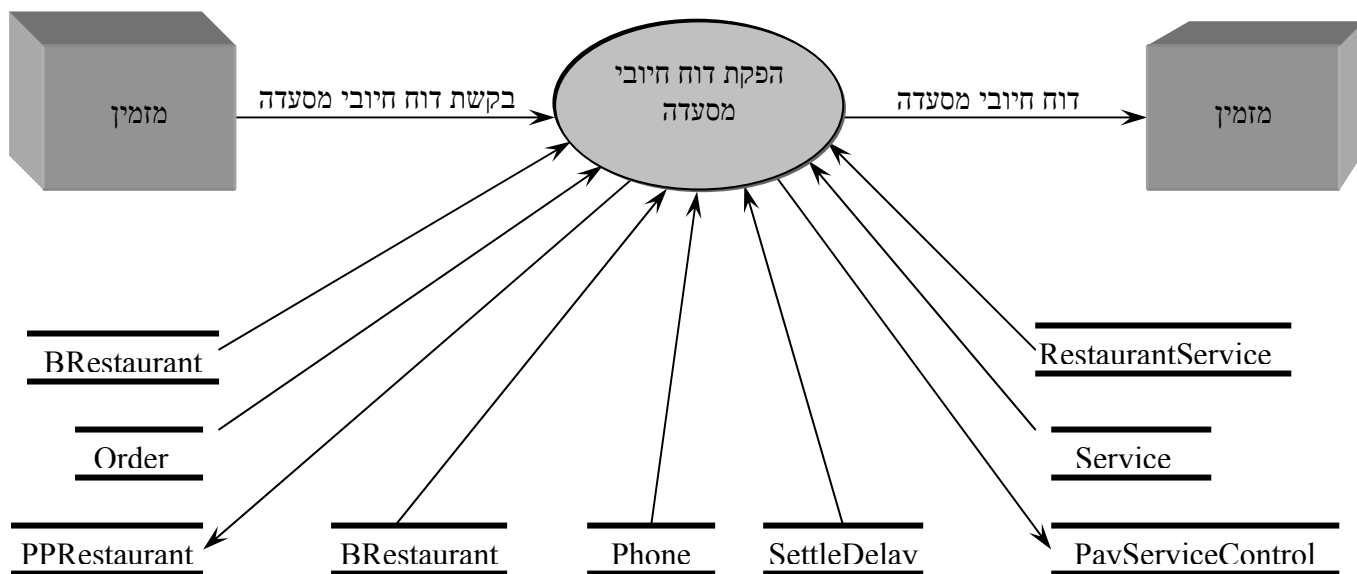 הפקת דוח חיובי
מסעדה
מזמין
בקשת דוח חיובי מסעדה
דוח חיובי מסעדה
מזמין
BRestaurant
RestaurantService
Order
Service
PPRestaurant
BRestaurant
Phone
SettleDelay
PayServiceControl